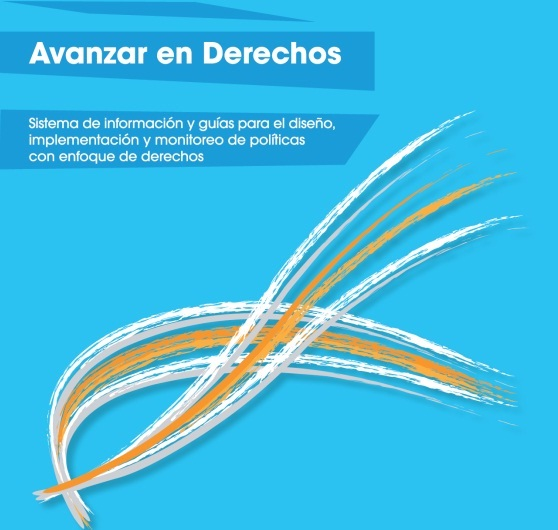 Avanzar en Derechos
Sistema de información y guías para el diseño,
implementación y monitoreo de políticas
con enfoque de derechos